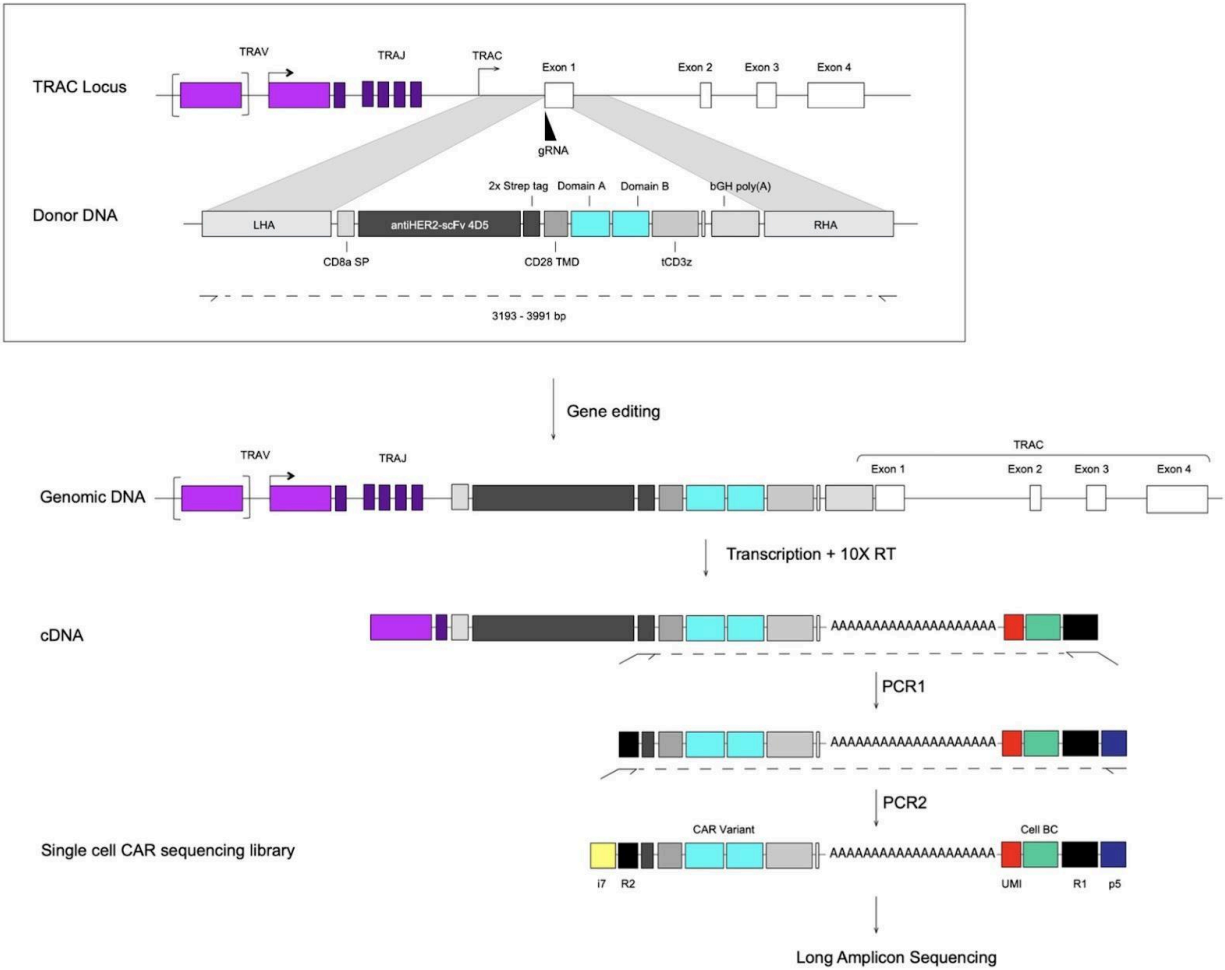 TRAV
TRAJ
TRAC
Exon 1
Exon 2
Exon 3
Exon 4
TRAC Locus
gRNA
2x Strep tag
Domain A
Domain B
bGH poly(A)
Donor DNA
LHA
antiHER2-scFv 4D5
RHA
CD8a SP
CD28 TMD
tCD3z
3193 - 3991 bp
Gene editing
TRAC
TRAV
TRAJ
Exon 1
Exon 2
Exon 3
Exon 4
Genomic DNA
Transcription + 10X RT
cDNA
AAAAAAAAAAAAAAAAAAAA
PCR1
AAAAAAAAAAAAAAAAAAAA
PCR2
CAR Variant
Cell BC
Single cell CAR sequencing library
AAAAAAAAAAAAAAAAAAAA
i7
R2
UMI
R1
p5
Long Amplicon Sequencing